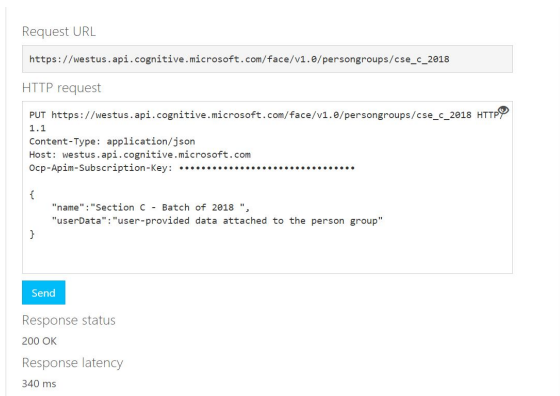 Request URL
https://westus.api.cognitive.microsoft.com/face/v1.0/persongroups/cse_c_2018
HTTP request
PUT https://westus.api.cognitive.microsoft.com/face/v1.0/persongroups/cse_c_2018 HTTP/
1.1
Content-Type: application/json
Host: westus.api.cognitive.microsoft.com
Ocp-Apim-Subscription-Key: ••••••••••••••••••••••••••••••••
{
"name":"Section C - Batch of 2018 ",
"userData":"user-provided data attached to the person group"
}
Send
Response status
200 OK
Response latency
340 ms